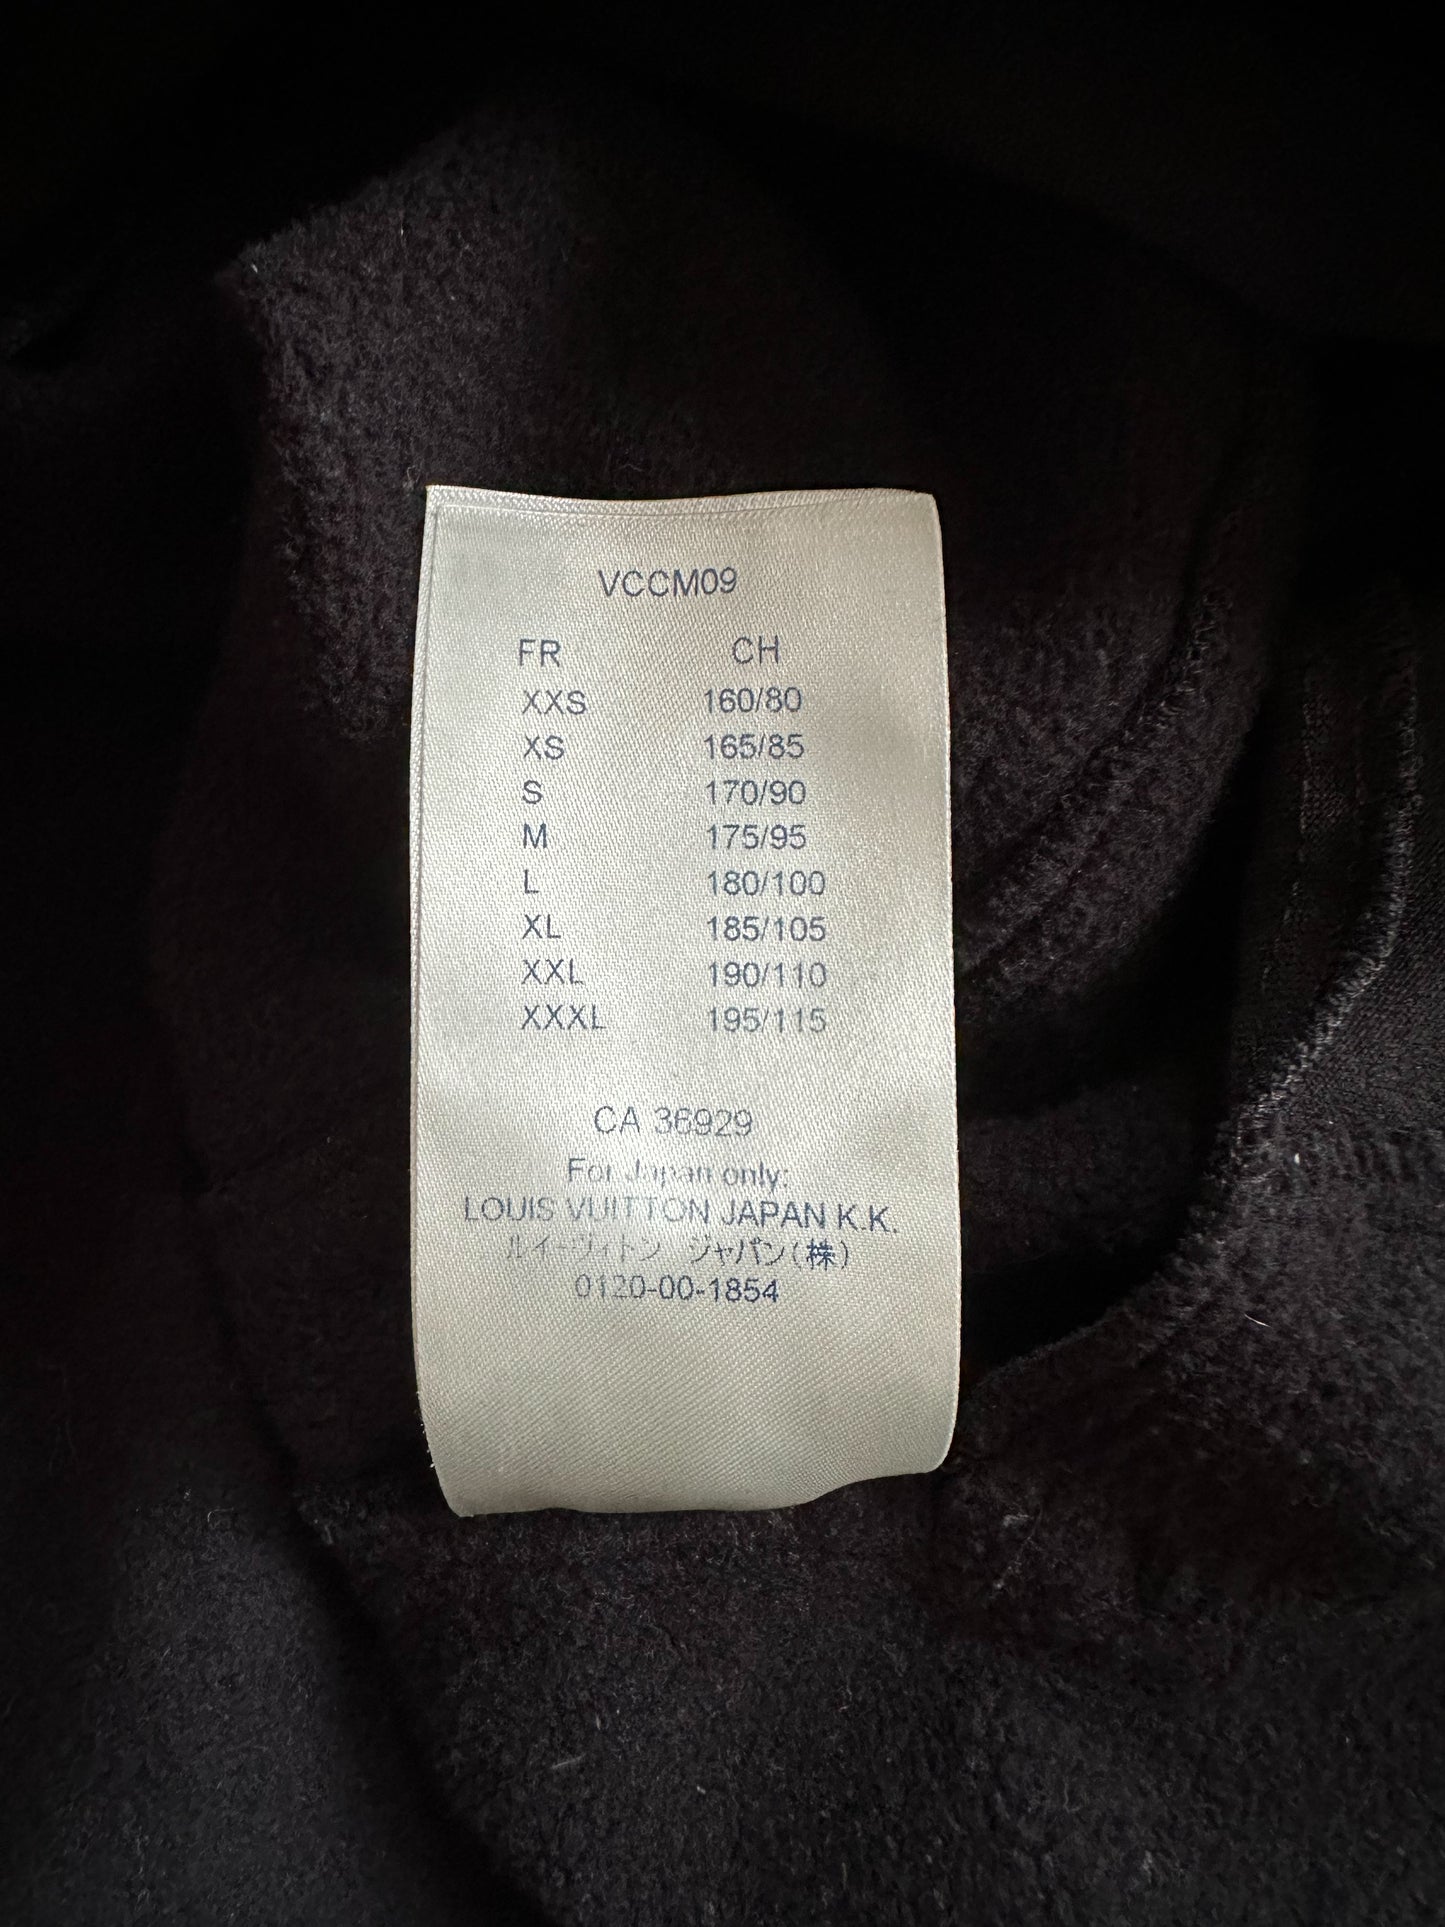 VCCM09
FR CH
XXS 160/80
XS 165/85
S 170/90
M 175/95
L 180/100
XL 185/105
XXL 190/110
XXXL 195/115
CA 36929
For Japan only:
LOUIS VUITTON JAPAN K.K.
ルイ・ヴィトン ジャパン(株)
0120-00-1854